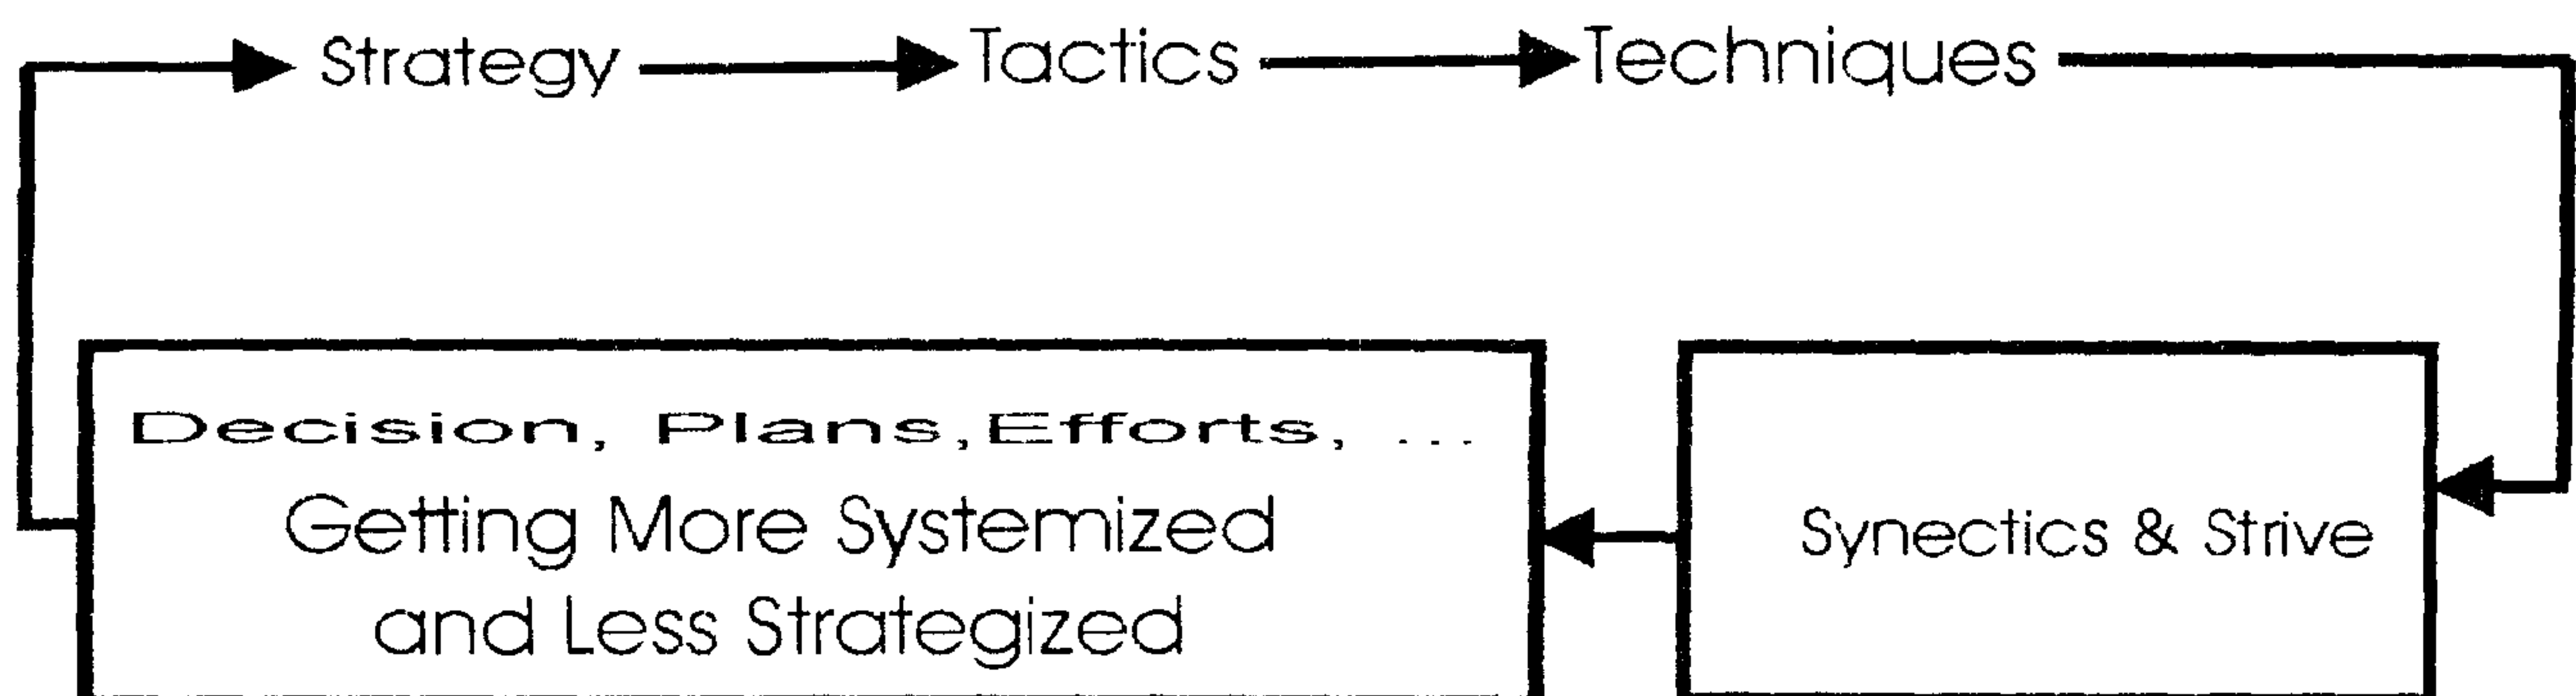 Strategy Tactics Techniques
Decision, Plans,Efforts, ...
Getting More Systemized
and Less Strategized
Synectics & Strive